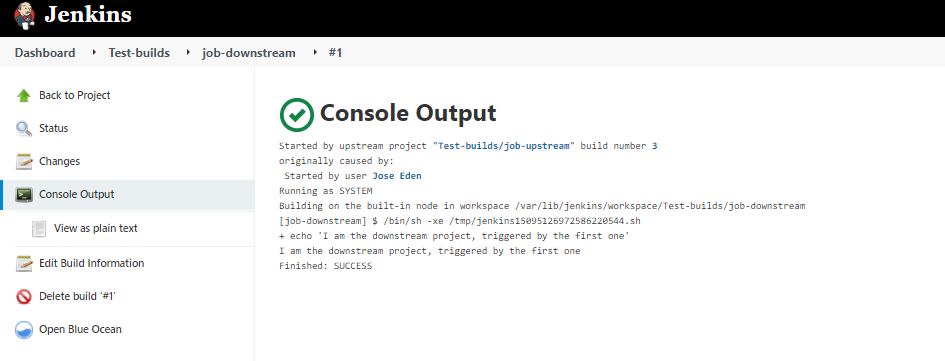 Jenkins
Dashboard Test-builds job-downstream #1
Back to Project
Status
Changes
Console Output
View as plain text
Edit Build Information
Delete build ‘#1’
Open Blue Ocean
Console Output
Started by upstream project "Test-builds/job-upstream" build number 3
originally caused by:
Started by user Jose Eden
Running as SYSTEM
Building on the built-in node in workspace /var/lib/jenkins/workspace/Test-builds/job-downstream
[job-downstream] $ /bin/sh -xe /tmp/jenkins15095126972586220544.sh
+ echo 'I am the downstream project, triggered by the first one'
I am the downstream project, triggered by the first one
Finished: SUCCESS